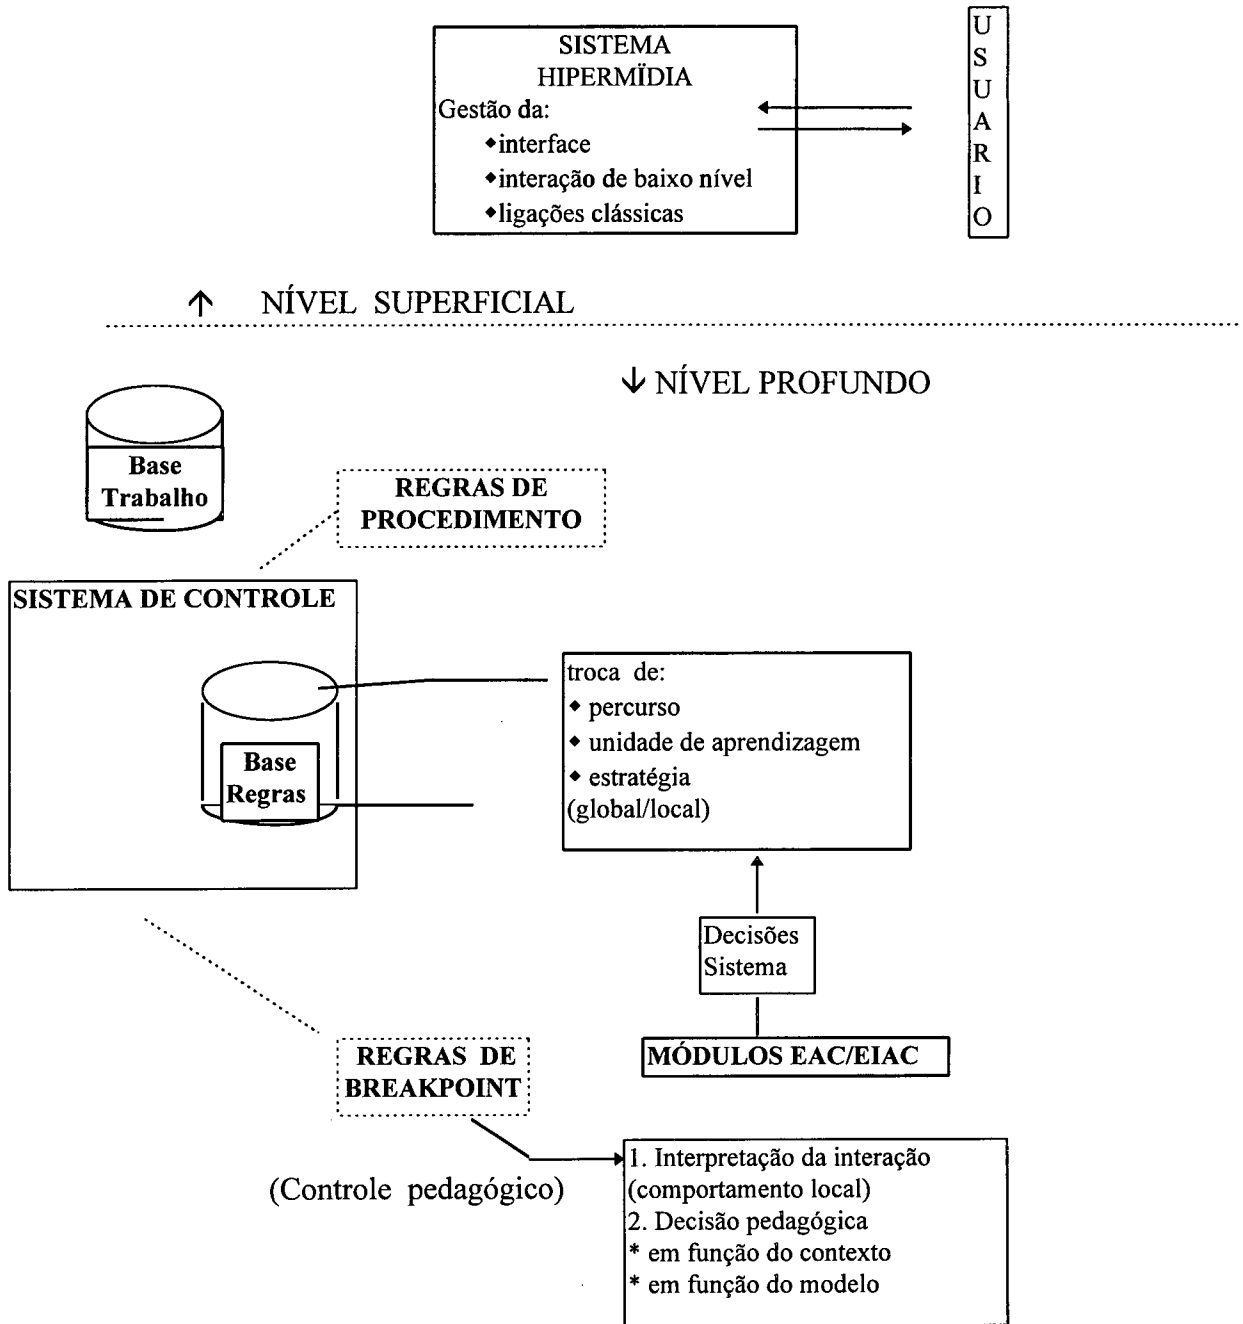 SISTEMA
HIPERMÏDIA
Gestão da:
◆interface
◆interação de baixo nível
◆ligações clássicas
U
S
U
A
R
I
O
↑ NÍVEL SUPERFICIAL
↓ NÍVEL PROFUNDO
Base
Trabalho
REGRAS DE
PROCEDIMENTO
SISTEMA DE CONTROLE
Base
Regras
troca de:
◆ percurso
◆ unidade de aprendizagem
◆ estratégia
(global/local)
Decisões
Sistema
MÓDULOS EAC/EIAC
REGRAS DE
BREAKPOINT
(Controle pedagógico)
1. Interpretação da interação
(comportamento local)
2. Decisão pedagógica
* em função do contexto
* em função do modelo